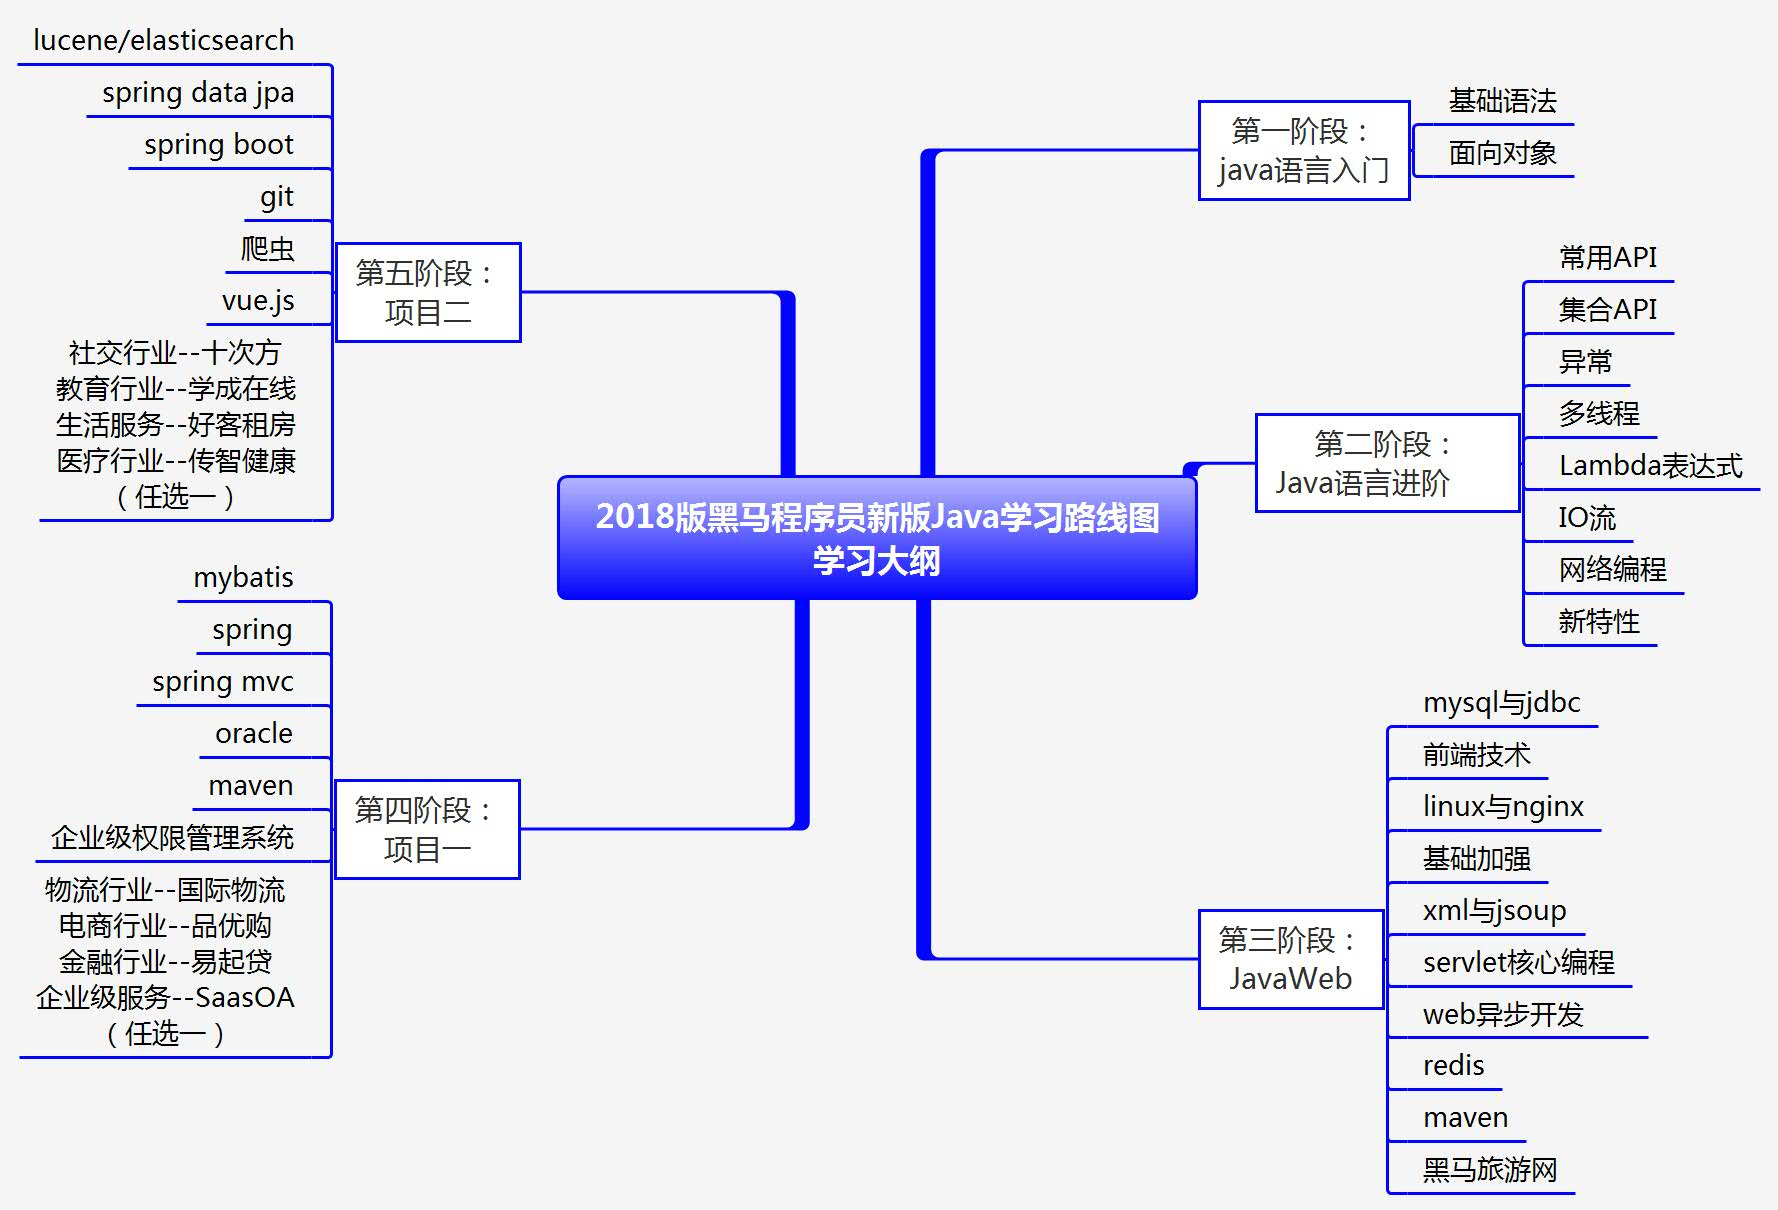 2018版黑马程序员新版Java学习路线图
学习大纲
第一阶段：
java语言入门
基础语法
面向对象
第二阶段：
Java语言进阶
常用API
集合API
异常
多线程
Lambda表达式
IO流
网络编程
新特性
第三阶段：
JavaWeb
mysql与jdbc
前端技术
linux与nginx
基础加强
xml与jsoup
servlet核心编程
web异步开发
redis
maven
黑马旅游网
第四阶段：
项目一
mybatis
spring
spring mvc
oracle
maven
企业级权限管理系统
物流行业--国际物流
电商行业--品优购
金融行业--易起贷
企业级服务--SaasOA
（任选一）
第五阶段：
项目二
lucene/elasticsearch
spring data jpa
spring boot
git
爬虫
vue.js
社交行业--十次方
教育行业--学成在线
生活服务--好客租房
医疗行业--传智健康
（任选一）